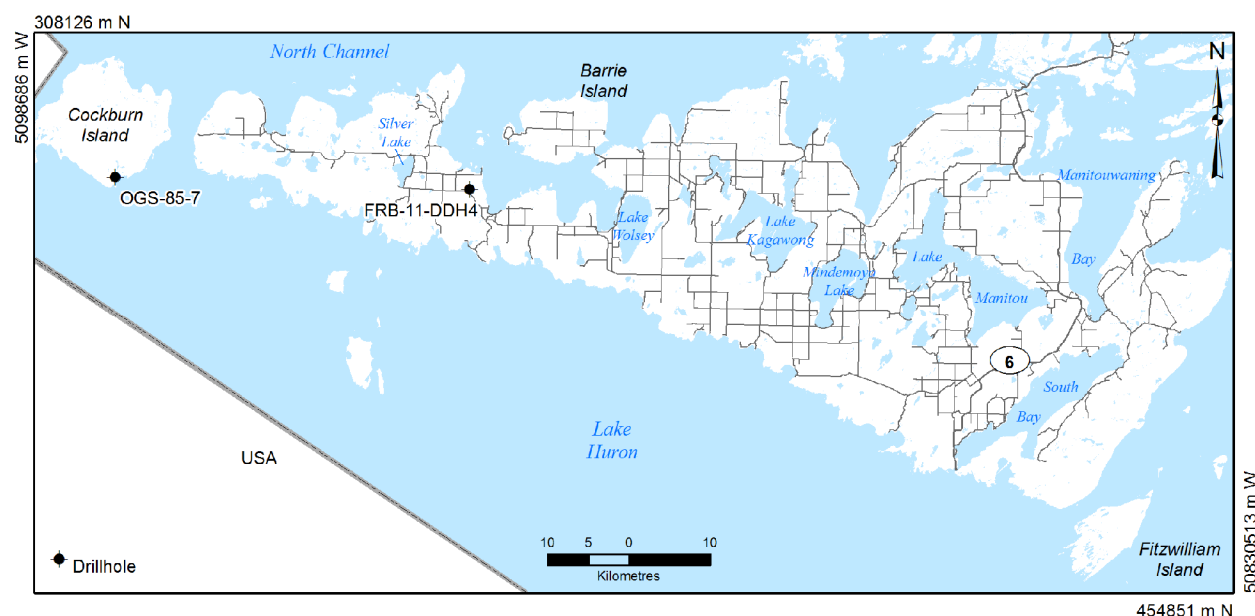 308126 m N
5098686 m W
North Channel
N
Barrie
Island
Cockburn
Island
Silver
Lake
Manitouwaning
OGS-85-7
FRB-11-DDH4
Lake
Wolsey
Lake
Kagawong
Lake
Bay
Mindemoya
Lake
Manitou
6
South
Bay
Lake
Huron
USA
10 5 0 10
Kilometres
Drillhole
Fitzwilliam
Island
5083051​3 m W
454851 m N